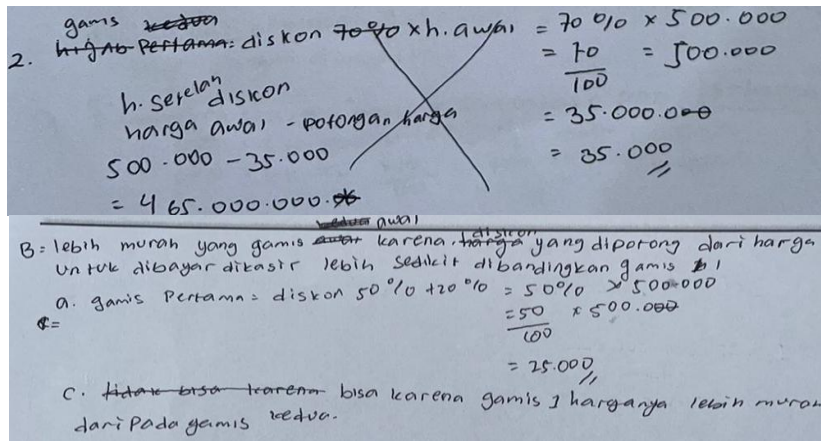 gamis kedua
2. harga Pertama: diskon 70% x h. awal = 70% x 500.000
= 70/100 = 500.000
h. setelah diskon
= 35.000.000
harga awal - potongan harga
= 35.000
500.000 - 35.000
= 465.000.000.
kedua awal
B = lebih murah yang gamis karena harga diskon yang dipotong dari harga
untuk dibayar dikasir lebih sedikit dibandingkan gamis 1
a. gamis Pertama = diskon 50% + 20% = 50% x 500.000
= 50/100 x 500.000
= 25.000
C. tidak bisa karena bisa karena gamis 1 harganya lebih murah
daripada gamis kedua.